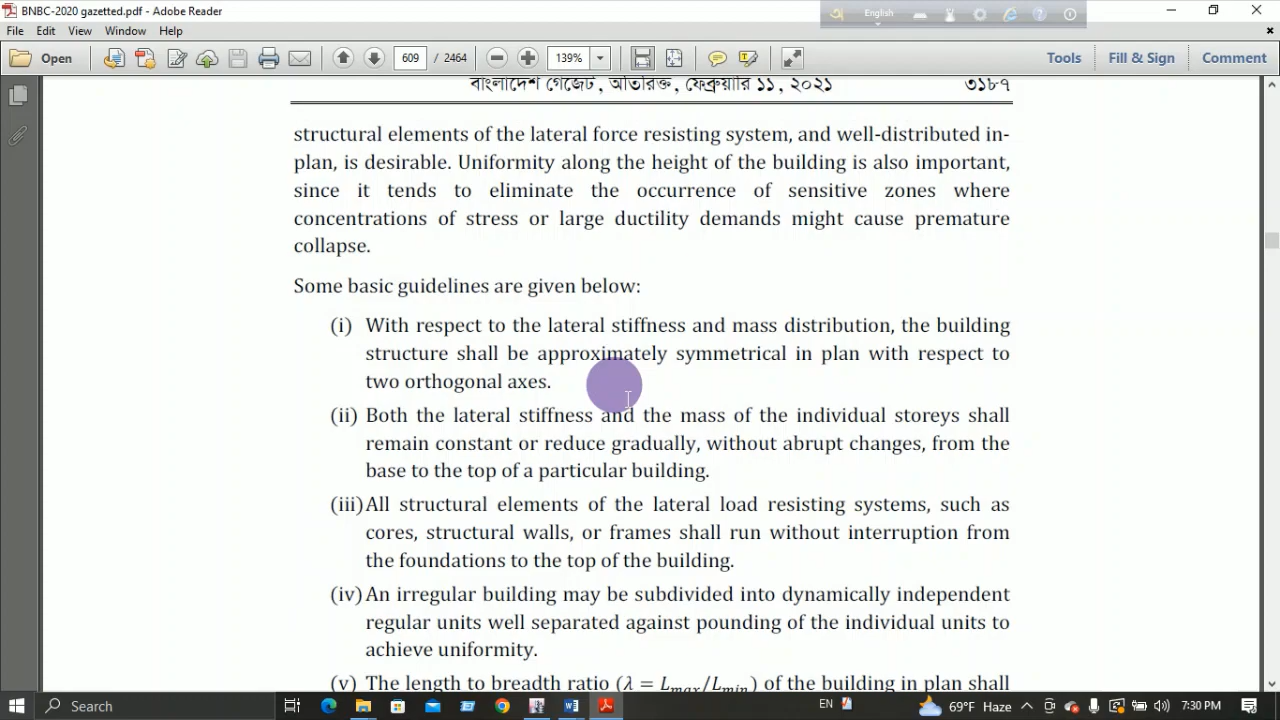 BNBC-2020 gazetted.pdf - Adobe Reader
English
File Edit View Window Help
Open 609 / 2464 139% Tools Fill & Sign Comment
বাংলাদেশ গেজেট, অতিরিক্ত, ফেব্রুয়ারি ১১, ২০২১ ৩১৮৭
structural elements of the lateral force resisting system, and well-distributed in-
plan, is desirable. Uniformity along the height of the building is also important,
since it tends to eliminate the occurrence of sensitive zones where
concentrations of stress or large ductility demands might cause premature
collapse.
Some basic guidelines are given below:
(i) With respect to the lateral stiffness and mass distribution, the building
structure shall be approximately symmetrical in plan with respect to
two orthogonal axes.
(ii) Both the lateral stiffness and the mass of the individual storeys shall
remain constant or reduce gradually, without abrupt changes, from the
base to the top of a particular building.
(iii) All structural elements of the lateral load resisting systems, such as
cores, structural walls, or frames shall run without interruption from
the foundations to the top of the building.
(iv) An irregular building may be subdivided into dynamically independent
regular units well separated against pounding of the individual units to
achieve uniformity.
(v) The length to breadth ratio (λ = Lmax/Lmin) of the building in plan shall
Search EN 69°F Haze 7:30 PM